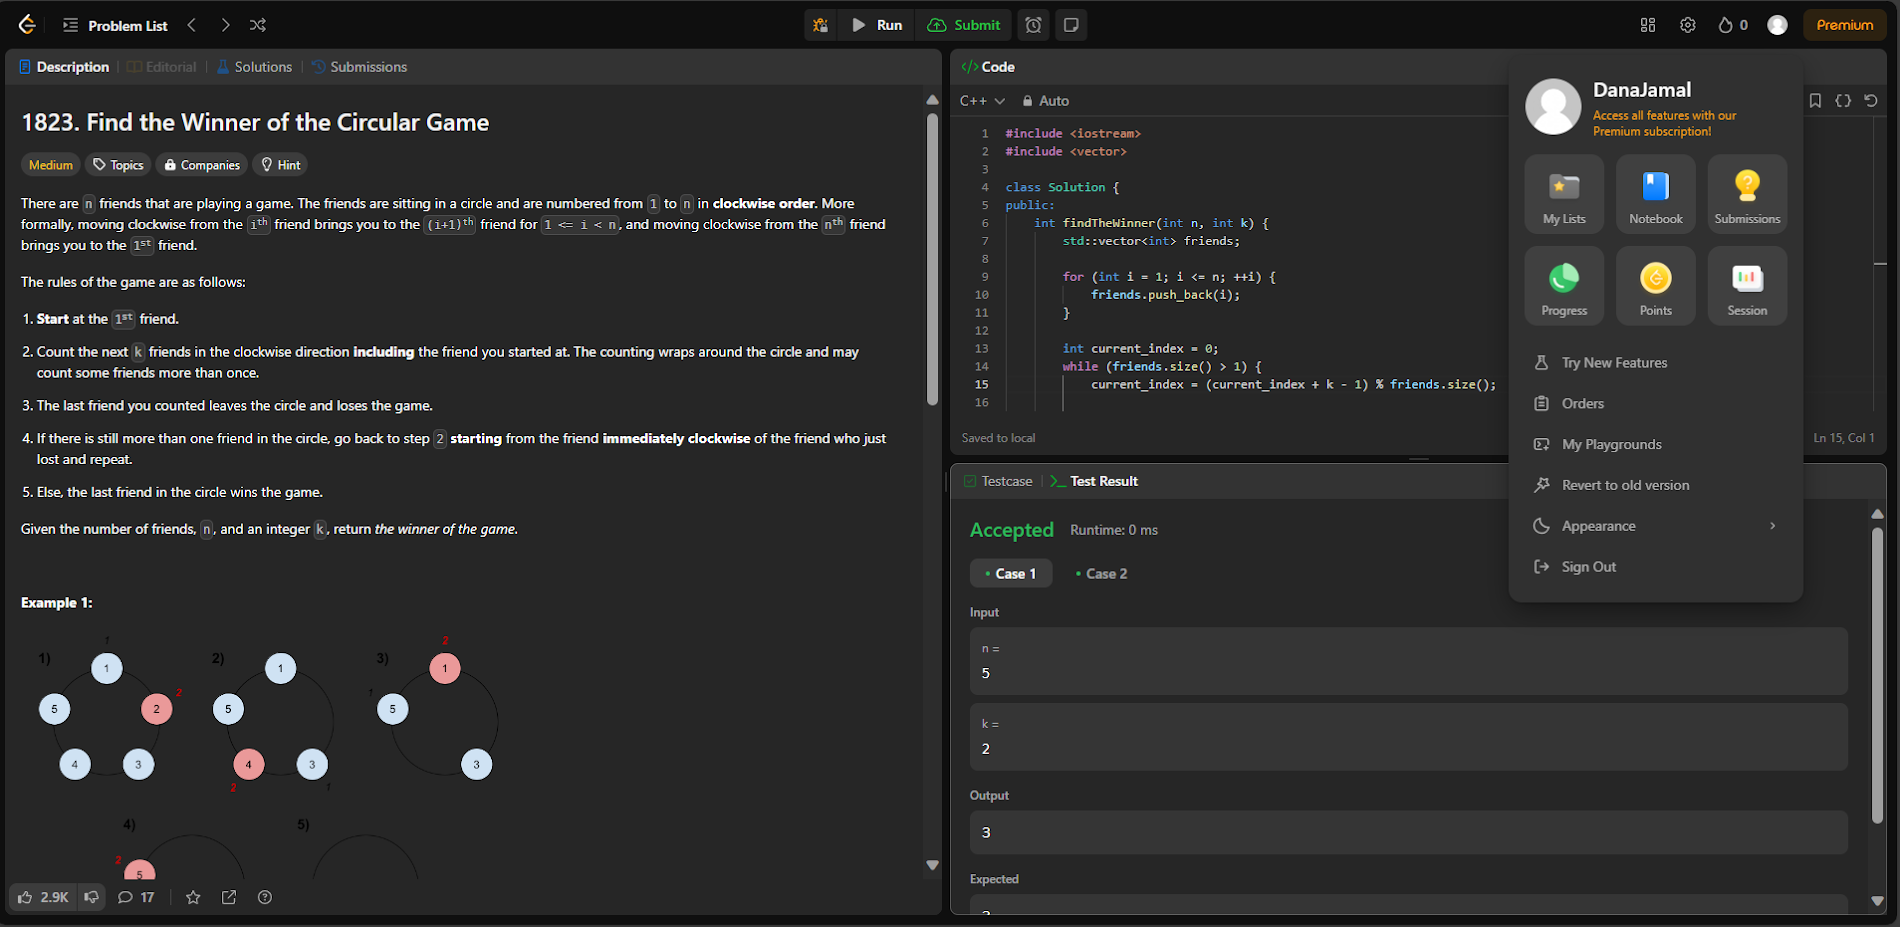 Problem List
Run
Submit
0
Premium
Description
Editorial
Solutions
Submissions
1823. Find the Winner of the Circular Game
Medium
Topics
Companies
Hint
There are n friends that are playing a game. The friends are sitting in a circle and are numbered from 1 to n in clockwise order. More
formally, moving clockwise from the ith friend brings you to the (i+1)th friend for 1 <= i < n, and moving clockwise from the nth friend
brings you to the 1st friend.
The rules of the game are as follows:
1. Start at the 1st friend.
2. Count the next k friends in the clockwise direction including the friend you started at. The counting wraps around the circle and may
count some friends more than once.
3. The last friend you counted leaves the circle and loses the game.
4. If there is still more than one friend in the circle, go back to step 2 starting from the friend immediately clockwise of the friend who just
lost and repeat.
5. Else, the last friend in the circle wins the game.
Given the number of friends, n, and an integer k, return the winner of the game.
Example 1:
1)
1
1
2
2
3
4
5
2)
1
5
4
2
3
1
3)
2
1
1
5
3
4)
2
5
5)
2.9K
17
Code
C++
Auto
1 #include <iostream>
2 #include <vector>
3
4 class Solution {
5 public:
6 int findTheWinner(int n, int k) {
7 std::vector<int> friends;
8
9 for (int i = 1; i <= n; ++i) {
10 friends.push_back(i);
11 }
12
13 int current_index = 0;
14 while (friends.size() > 1) {
15 current_index = (current_index + k - 1) % friends.size();
16
Saved to local
Ln 15, Col 1
DanaJamal
Access all features with our
Premium subscription!
My Lists
Notebook
Submissions
Progress
Points
Session
Try New Features
Orders
My Playgrounds
Revert to old version
Appearance
Sign Out
Testcase
Test Result
Accepted
Runtime: 0 ms
Case 1
Case 2
Input
n =
5
k =
2
Output
3
Expected